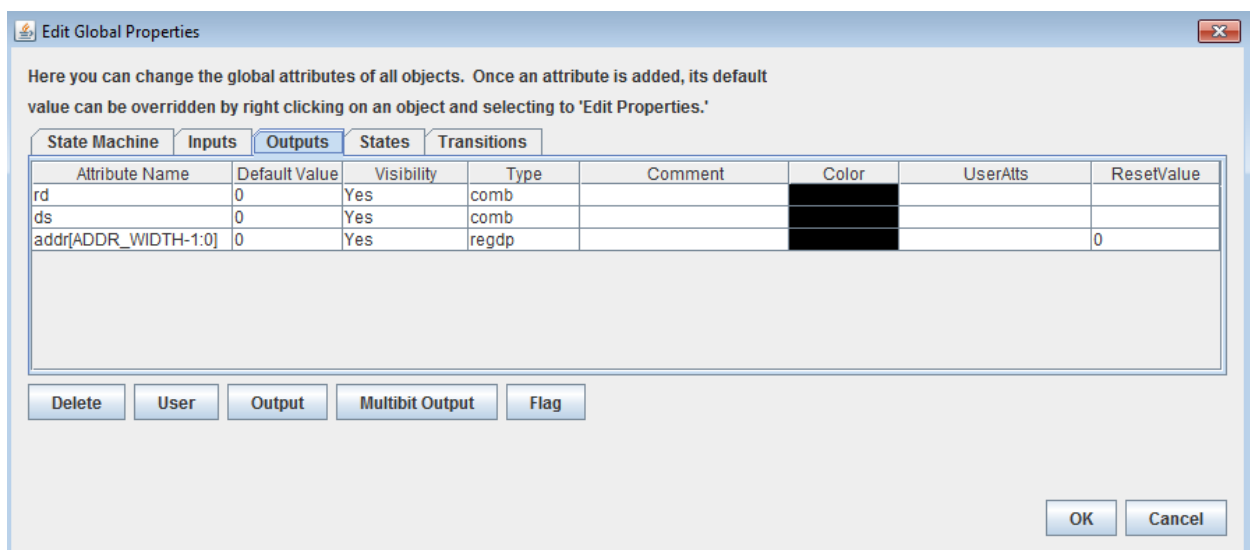 Edit Global Properties
Here you can change the global attributes of all objects.  Once an attribute is added, its default
value can be overridden by right clicking on an object and selecting to 'Edit Properties.'
State Machine Inputs Outputs States Transitions
Attribute Name Default Value Visibility Type Comment Color UserAtts ResetValue
rd 0 Yes comb
ds 0 Yes comb
addr[ADDR_WIDTH-1:0] 0 Yes regdp 0
Delete User Output Multibit Output Flag
OK Cancel